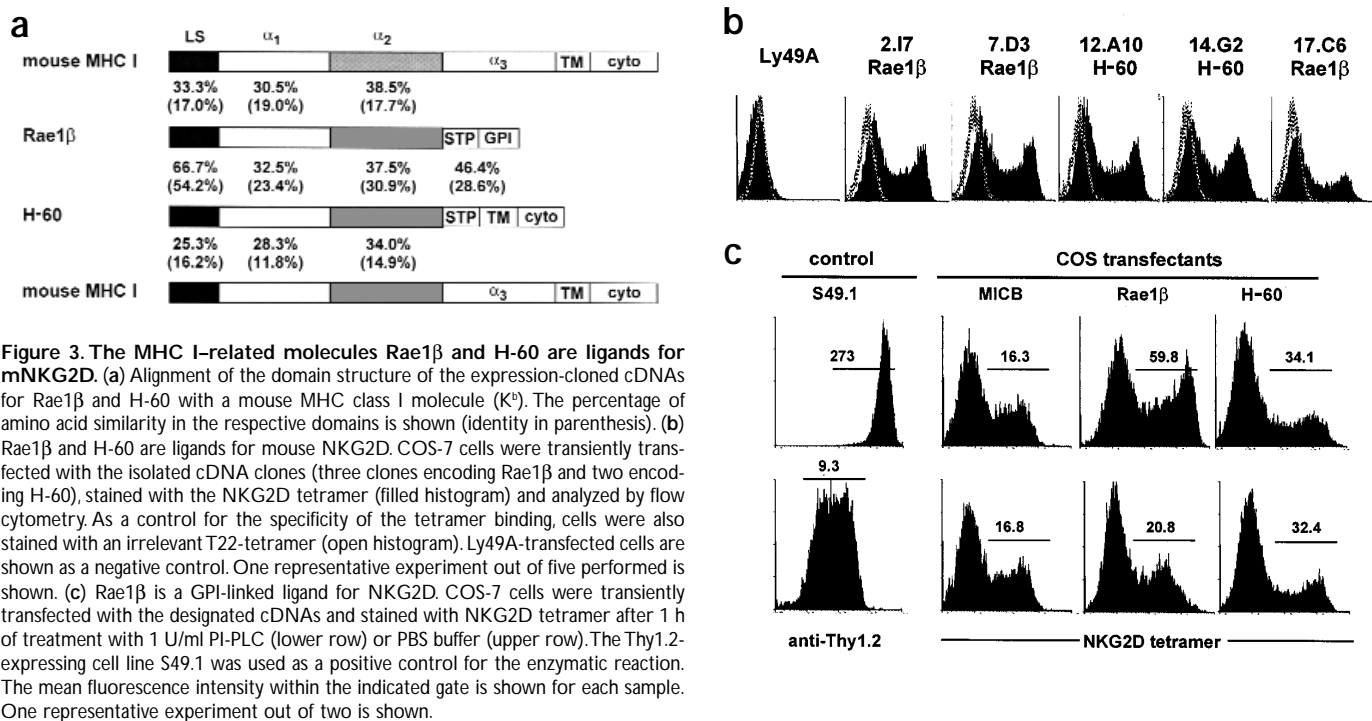 a
LS α1 α2
mouse MHC I α3 TM cyto
33.3% 30.5% 38.5%
(17.0%) (19.0%) (17.7%)
Rae1β STP GPI
66.7% 32.5% 37.5% 46.4%
(54.2%) (23.4%) (30.9%) (28.6%)
H-60 STP TM cyto
25.3% 28.3% 34.0%
(16.2%) (11.8%) (14.9%)
mouse MHC I α3 TM cyto
Figure 3. The MHC I–related molecules Rae1β and H-60 are ligands for
mNKG2D. (a) Alignment of the domain structure of the expression-cloned cDNAs
for Rae1β and H-60 with a mouse MHC class I molecule (Kᵇ). The percentage of
amino acid similarity in the respective domains is shown (identity in parenthesis). (b)
Rae1β and H-60 are ligands for mouse NKG2D. COS-7 cells were transiently trans-
fected with the isolated cDNA clones (three clones encoding Rae1β and two encod-
ing H-60), stained with the NKG2D tetramer (filled histogram) and analyzed by flow
cytometry. As a control for the specificity of the tetramer binding, cells were also
stained with an irrelevant T22-tetramer (open histogram). Ly49A-transfected cells are
shown as a negative control. One representative experiment out of five performed is
shown. (c) Rae1β is a GPI-linked ligand for NKG2D. COS-7 cells were transiently
transfected with the designated cDNAs and stained with NKG2D tetramer after 1 h
of treatment with 1 U/ml PI-PLC (lower row) or PBS buffer (upper row). The Thy1.2-
expressing cell line S49.1 was used as a positive control for the enzymatic reaction.
The mean fluorescence intensity within the indicated gate is shown for each sample.
One representative experiment out of two is shown.
b
Ly49A 2.I7 7.D3 12.A10 14.G2 17.C6
Rae1β Rae1β H-60 H-60 Rae1β
c
control COS transfectants
S49.1 MICB Rae1β H-60
273 16.3 59.8 34.1
9.3 16.8 20.8 32.4
anti-Thy1.2 NKG2D tetramer